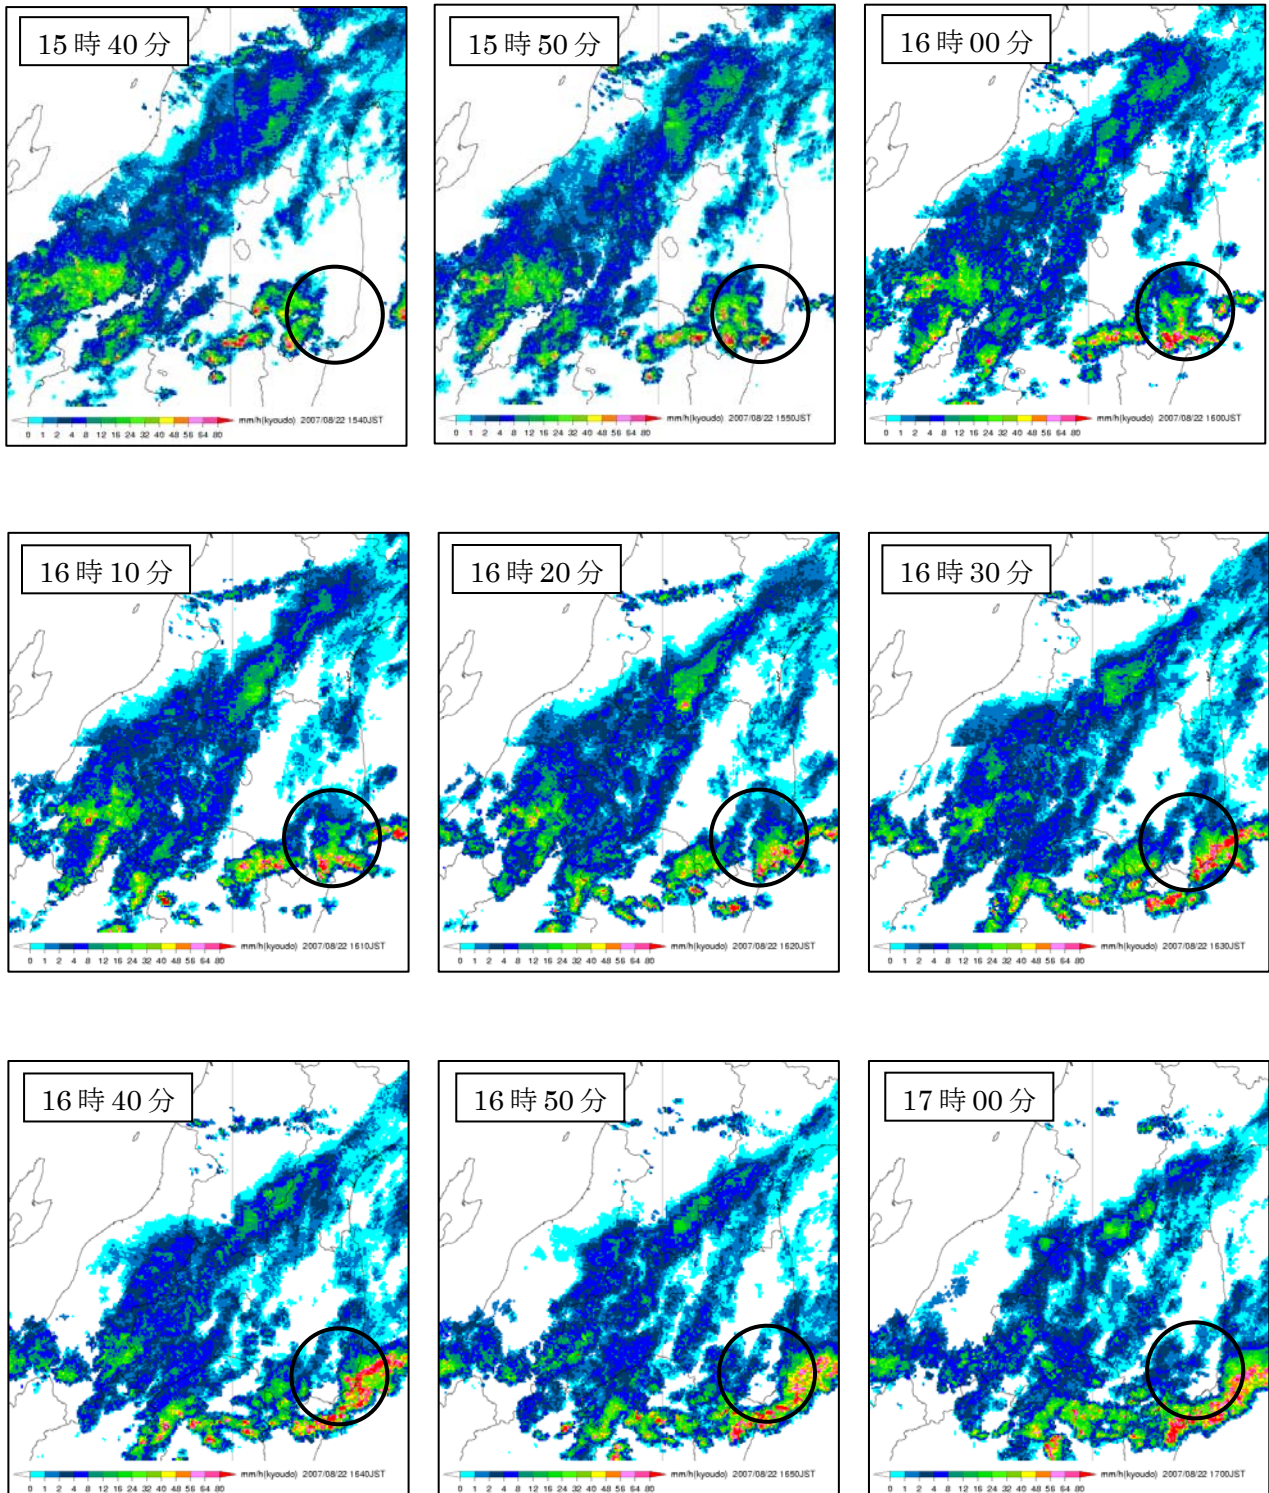 15時40分
15時50分
16時00分
0 1 2 4 8 12 16 24 32 40 48 56 64 80 mm/h(kyoudo) 2007/08/22 1540JST
0 1 2 4 8 12 16 24 32 40 48 56 64 80 mm/h(kyoudo) 2007/08/22 1550JST
0 1 2 4 8 12 16 24 32 40 48 56 64 80 mm/h(kyoudo) 2007/08/22 1600JST
16時10分
16時20分
16時30分
0 1 2 4 8 12 16 24 32 40 48 56 64 80 mm/h(kyoudo) 2007/08/22 1610JST
0 1 2 4 8 12 16 24 32 40 48 56 64 80 mm/h(kyoudo) 2007/08/22 1620JST
0 1 2 4 8 12 16 24 32 40 48 56 64 80 mm/h(kyoudo) 2007/08/22 1630JST
16時40分
16時50分
17時00分
0 1 2 4 8 12 16 24 32 40 48 56 64 80 mm/h(kyoudo) 2007/08/22 1640JST
0 1 2 4 8 12 16 24 32 40 48 56 64 80 mm/h(kyoudo) 2007/08/22 1650JST
0 1 2 4 8 12 16 24 32 40 48 56 64 80 mm/h(kyoudo) 2007/08/22 1700JST